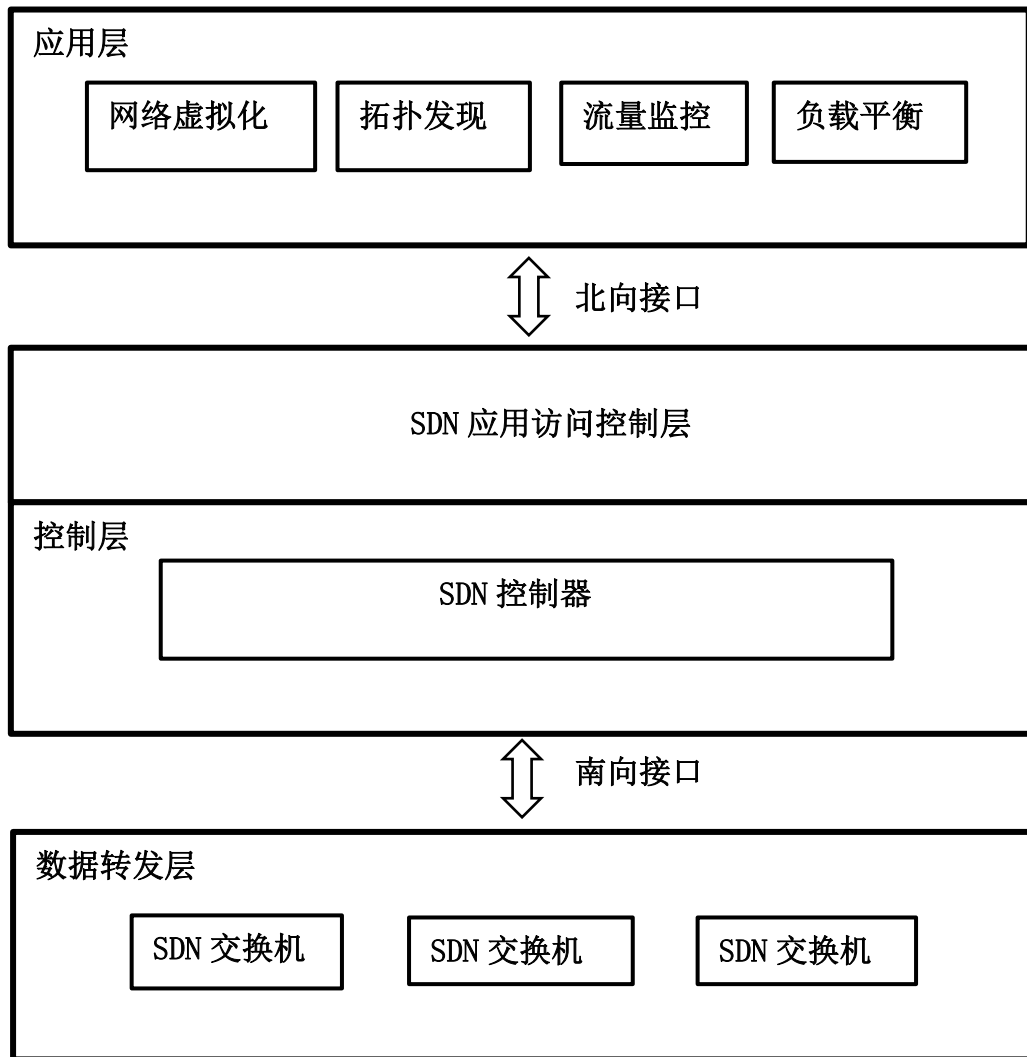 应用层
网络虚拟化
拓扑发现
流量监控
负载平衡
北向接口
SDN 应用访问控制层
控制层
SDN 控制器
南向接口
数据转发层
SDN 交换机
SDN 交换机
SDN 交换机